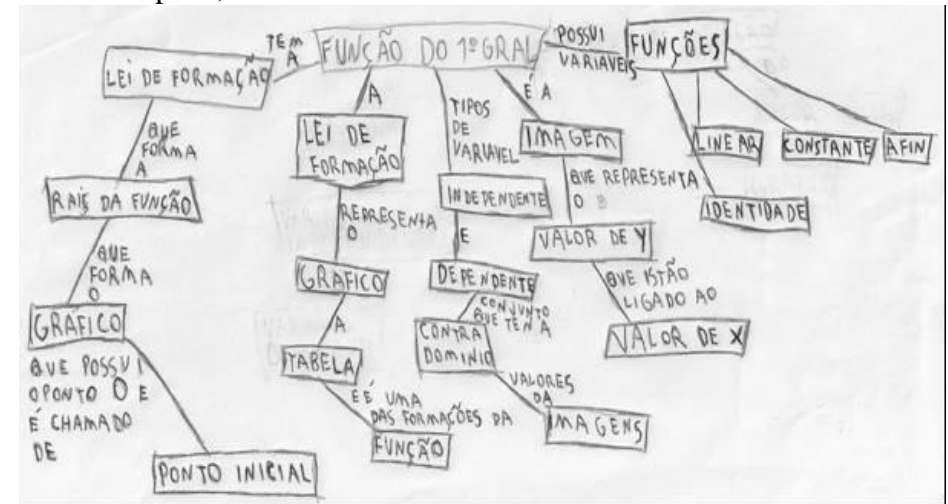 TEM
A
FUNÇÃO DO 1º GRAL
POSSUI
VARIAVEIS
FUNÇÕES
LEI DE FORMAÇÃO
QUE
FORMA
A
RAIS DA FUNÇÃO
QUE
FORMA
O
GRAFICO
QUE POSSUI
O PONTO O E
É CHAMADO
DE
PONTO INICIAL
A
LEI DE
FORMAÇÃO
REPRESENTA
O
GRAFICO
A
TABELA
E É UMA
DAS FORMAÇÕES DA
FUNÇÃO
TIPOS
DE
VARIAVEL
INDEPENDENTE
E
DEPENDENTE
CONJUNTO
QUE TEM A
CONTRA
DOMINIO
VALORES
DA
IMAGENS
E A
IMAGEM
QUE REPRESENTA
O
VALOR DE Y
QUE ISTÃO
LIGADO AO
VALOR DE X
LINEAR
CONSTANTE
AFIN
IDENTIDADE